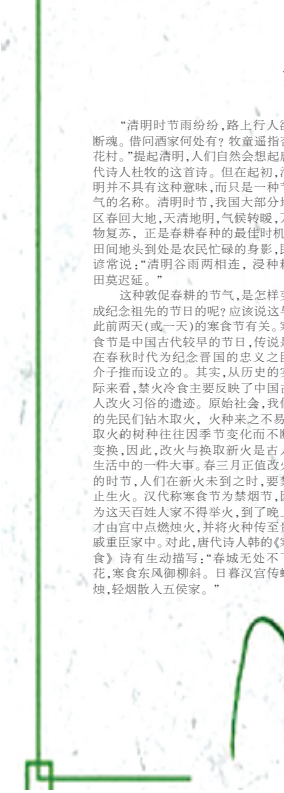 “清明时节雨纷纷，路上行人
断魂。借问酒家何处有？牧童遥指
花村。”提起清明，人们自然会想起
代诗人杜牧的这首诗。但在起初，
明并不具有这种意味，而只是一种
气的名称。清明时节，我国大部分
区春回大地，天清地明，气候转暖，
物复苏，正是春耕春种的最佳时机
田间地头到处是农民忙碌的身影，
谚常说：“清明谷雨两相连，浸种
田莫迟延。”
这种敦促春耕的节气，是怎样
成纪念祖先的节日的呢？应该说这
此前两天(或一天)的寒食节有关。
食节是中国古代较早的节日，传说
在春秋时代为纪念晋国的忠义之
介子推而设立的。其实，从历史的
际来看，禁火冷食主要反映了中国
人改火习俗的遗迹。原始社会，我
的先民们钻木取火，火种来之不易
取火的树种往往因季节变化而不
变换，因此，改火与换取新火是古
生活中的一件大事。春三月正值改
的时节，人们在新火未到之时，要
止生火。汉代称寒食节为禁烟节，
为这天百姓人家不得举火，到了晚
才由宫中点燃烛火，并将火种传至
戚重臣家中。对此，唐代诗人韩的《
食》诗有生动描写：“春城无处不
花，寒食东风御柳斜。日暮汉宫传
烛，轻烟散入五侯家。”